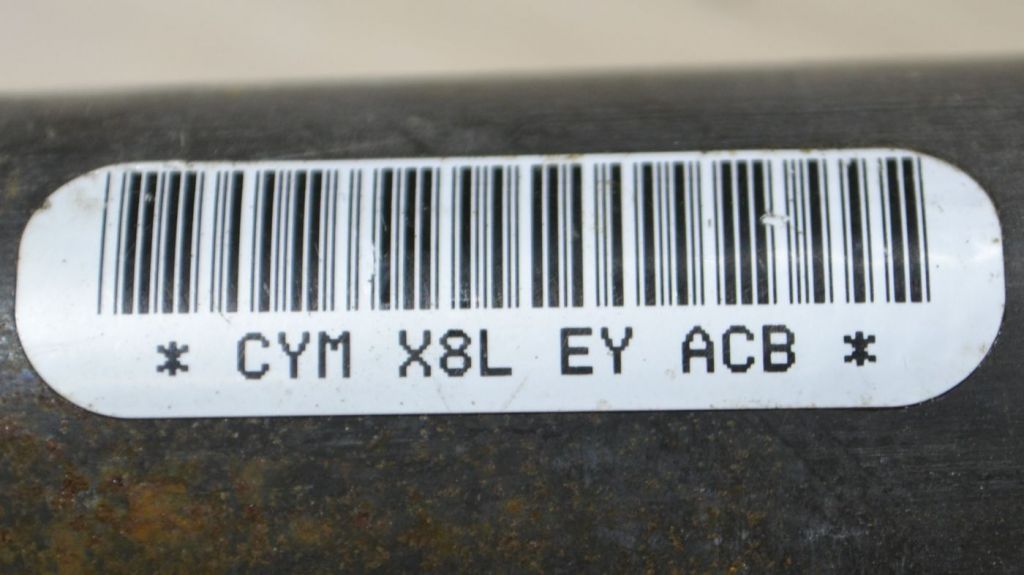 * CYM X8L EY ACB *